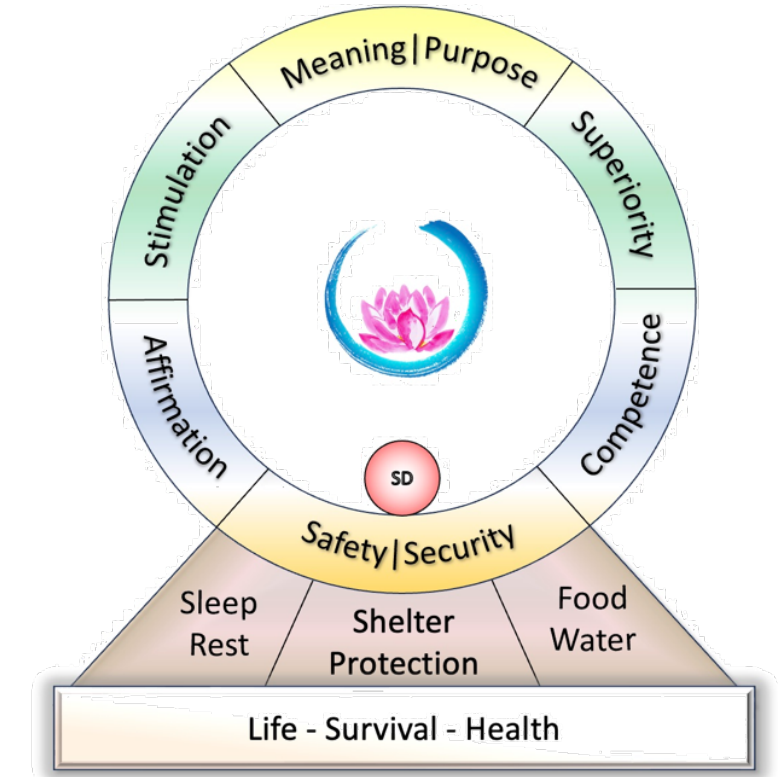 Meaning|Purpose
Stimulation
Superiority
Affirmation
Competence
SD
Safety|Security
Sleep
Rest
Shelter
Protection
Food
Water
Life - Survival - Health